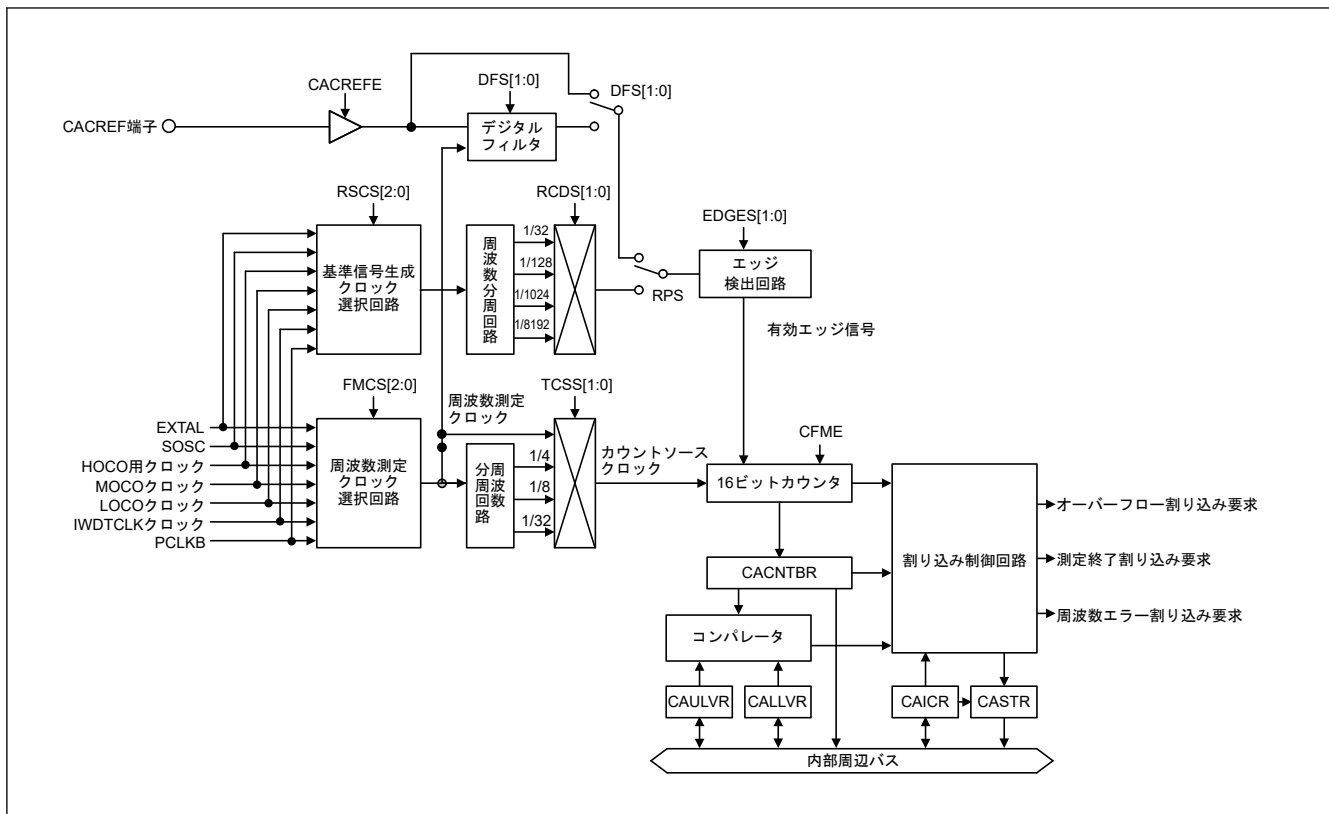 CACREFE
DFS[1:0]
DFS[1:0]
CACREF端子
デジタル
フィルタ
RSCS[2:0]
RCDS[1:0]
EDGES[1:0]
基準信号生成
クロック
選択回路
周波数分周回路
1/32
1/128
1/1024
1/8192
RPS
エッジ
検出回路
有効エッジ信号
FMCS[2:0]
周波数測定
クロック
TCSS[1:0]
EXTAL
SOSC
HOCO用クロック
MOCOクロック
LOCOクロック
IWDTCLKクロック
PCLKB
周波数測定
クロック
選択回路
分周
周波
回数
路
1/4
1/8
1/32
カウントソース
クロック
CFME
16ビットカウンタ
CACNTBR
コンパレータ
割り込み制御回路
オーバーフロー割り込み要求
測定終了割り込み要求
周波数エラー割り込み要求
CAULVR
CALLVR
CAICR
CASTR
内部周辺バス